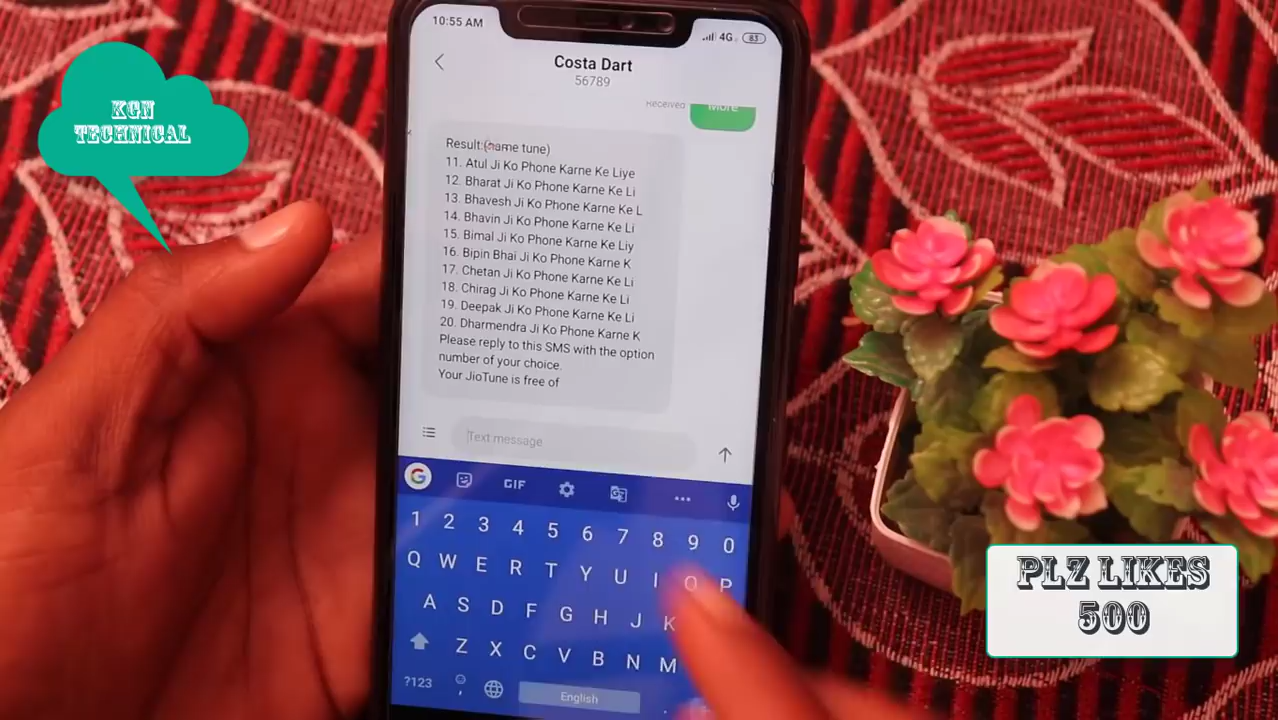 KGN
TECHNICAL
10:55 AM
4G
83
Costa Dart
56789
Received
More
Result:(name tune)
11. Atul Ji Ko Phone Karne Ke Liye
12. Bharat Ji Ko Phone Karne Ke Li
13. Bhavesh Ji Ko Phone Karne Ke L
14. Bhavin Ji Ko Phone Karne Ke Li
15. Bimal Ji Ko Phone Karne Ke Liy
16. Bipin Bhai Ji Ko Phone Karne K
17. Chetan Ji Ko Phone Karne Ke Li
18. Chirag Ji Ko Phone Karne Ke Li
19. Deepak Ji Ko Phone Karne Ke Li
20. Dharmendra Ji Ko Phone Karne K
Please reply to this SMS with the option
number of your choice.
Your JioTune is free of
Text message
G GIF
1 2 3 4 5 6 7 8 9 0
Q W E R T Y U I O P
A S D F G H J K
Z X C V B N M
?123 , English .
PLZ LIKES
500